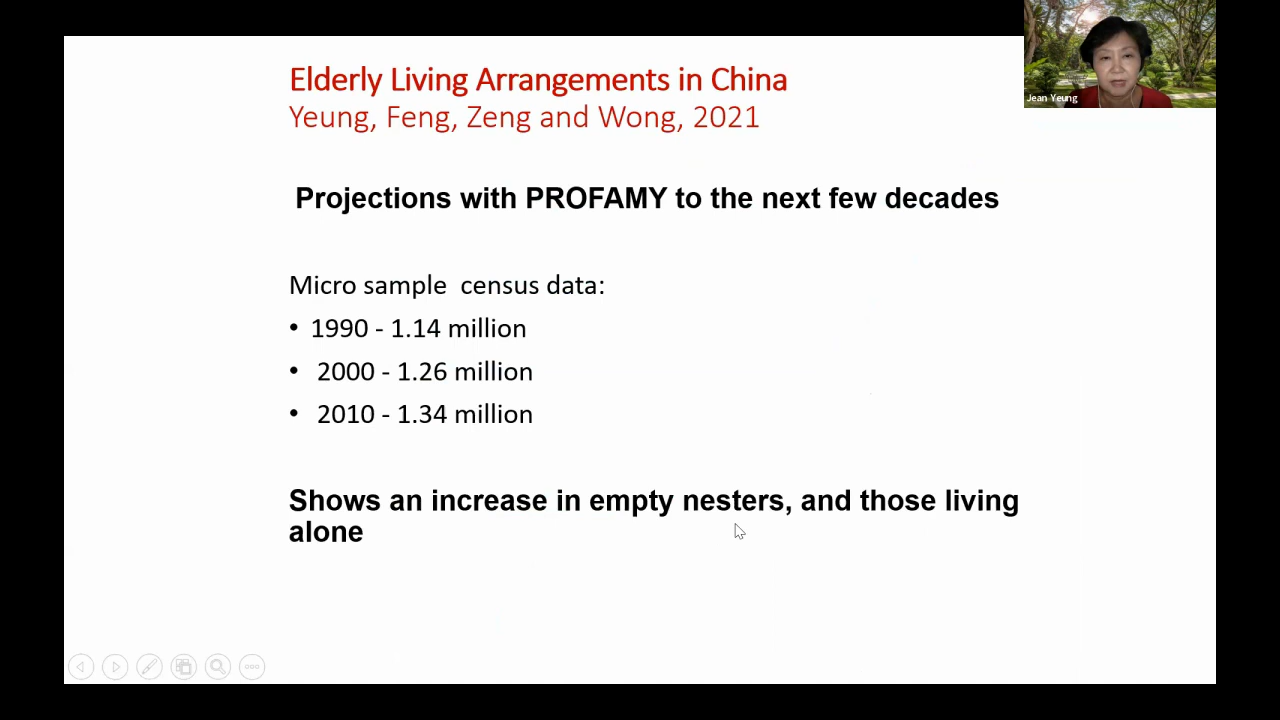 Elderly Living Arrangements in China
Yeung, Feng, Zeng and Wong, 2021
Jean Yeung
Projections with PROFAMY to the next few decades
Micro sample  census data:
• 1990 - 1.14 million
• 2000 - 1.26 million
• 2010 - 1.34 million
Shows an increase in empty nesters, and those living
alone